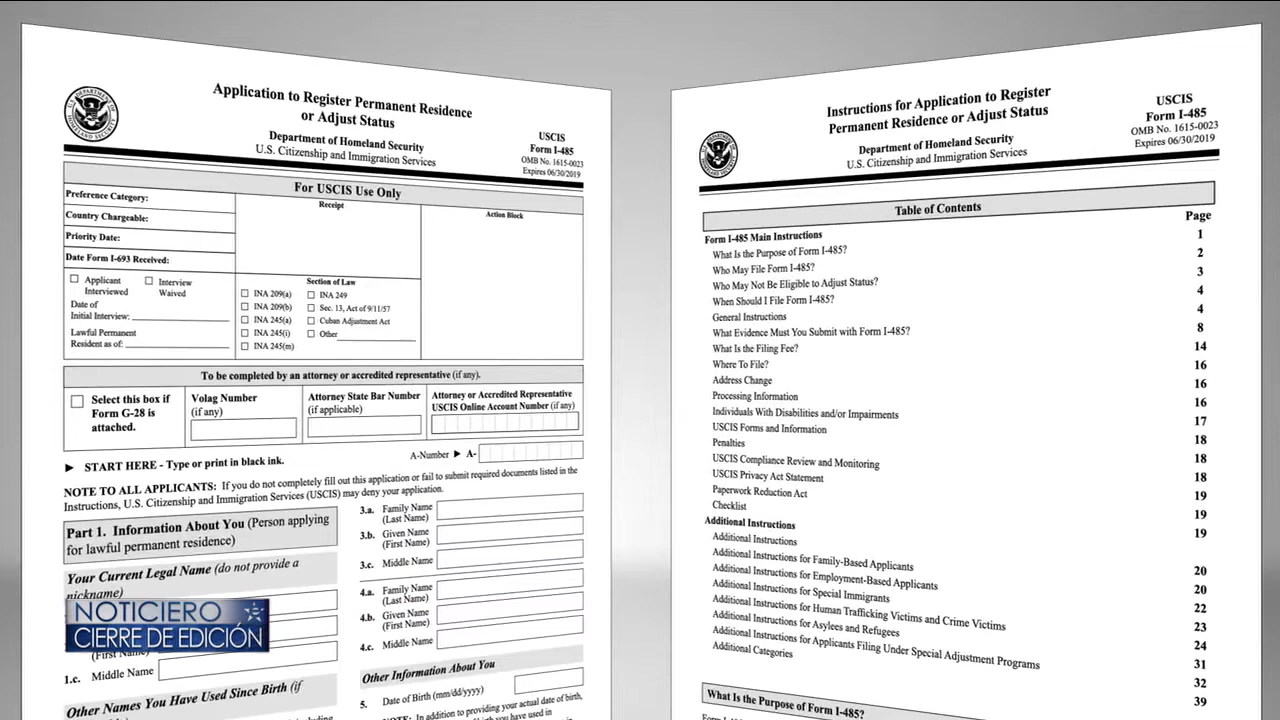 Application to Register Permanent Residence
or Adjust Status
Department of Homeland Security
U.S. Citizenship and Immigration Services
USCIS
Form I-485
OMB No. 1615-0023
Expires 06/30/2019
For USCIS Use Only
Preference Category:
Country Chargeable:
Priority Date:
Date Form I-693 Received:
Applicant
Interviewed
Interview
Waived
Date of
Initial Interview:
Lawful Permanent
Resident as of:
Receipt
Section of Law
INA 209(a)
INA 209(b)
INA 245(a)
INA 245(i)
INA 245(m)
INA 249
Sec. 13, Act of 9/11/57
Cuban Adjustment Act
Other
Action Block
To be completed by an attorney or accredited representative (if any).
Select this box if
Form G-28 is
attached.
Volag Number
(if any)
Attorney State Bar Number
(if applicable)
Attorney or Accredited Representative
USCIS Online Account Number (if any)
► START HERE - Type or print in black ink.
A-Number ► A-
NOTE TO ALL APPLICANTS: If you do not completely fill out this application or fail to submit required documents listed in the
Instructions, U.S. Citizenship and Immigration Services (USCIS) may deny your application.
Part 1. Information About You (Person applying
for lawful permanent residence)
Your Current Legal Name (do not provide a
nickname)
(First Name)
1.c. Middle Name
Other Names You Have Used Since Birth (if
3.a. Family Name
(Last Name)
3.b. Given Name
(First Name)
3.c. Middle Name
4.a. Family Name
(Last Name)
4.b. Given Name
(First Name)
4.c. Middle Name
Other Information About You
5. Date of Birth (mm/dd/yyyy)
NOTE: In addition to providing your actual date of birth,
NOTICIERO
CIERRE DE EDICIÓN
Instructions for Application to Register
Permanent Residence or Adjust Status
Department of Homeland Security
U.S. Citizenship and Immigration Services
USCIS
Form I-485
OMB No. 1615-0023
Expires 06/30/2019
Table of Contents
Page
Form I-485 Main Instructions 1
What Is the Purpose of Form I-485? 2
Who May File Form I-485? 3
Who May Not Be Eligible to Adjust Status? 4
When Should I File Form I-485? 4
General Instructions 8
What Evidence Must You Submit with Form I-485? 14
What Is the Filing Fee? 16
Where To File? 16
Address Change 16
Processing Information 17
Individuals With Disabilities and/or Impairments 18
USCIS Forms and Information 18
Penalties 18
USCIS Compliance Review and Monitoring 19
USCIS Privacy Act Statement 19
Paperwork Reduction Act 19
Checklist
Additional Instructions 20
Additional Instructions 20
Additional Instructions for Family-Based Applicants 22
Additional Instructions for Employment-Based Applicants 23
Additional Instructions for Special Immigrants 24
Additional Instructions for Human Trafficking Victims and Crime Victims 31
Additional Instructions for Asylees and Refugees 32
Additional Instructions for Applicants Filing Under Special Adjustment Programs 39
Additional Categories
What Is the Purpose of Form I-485?